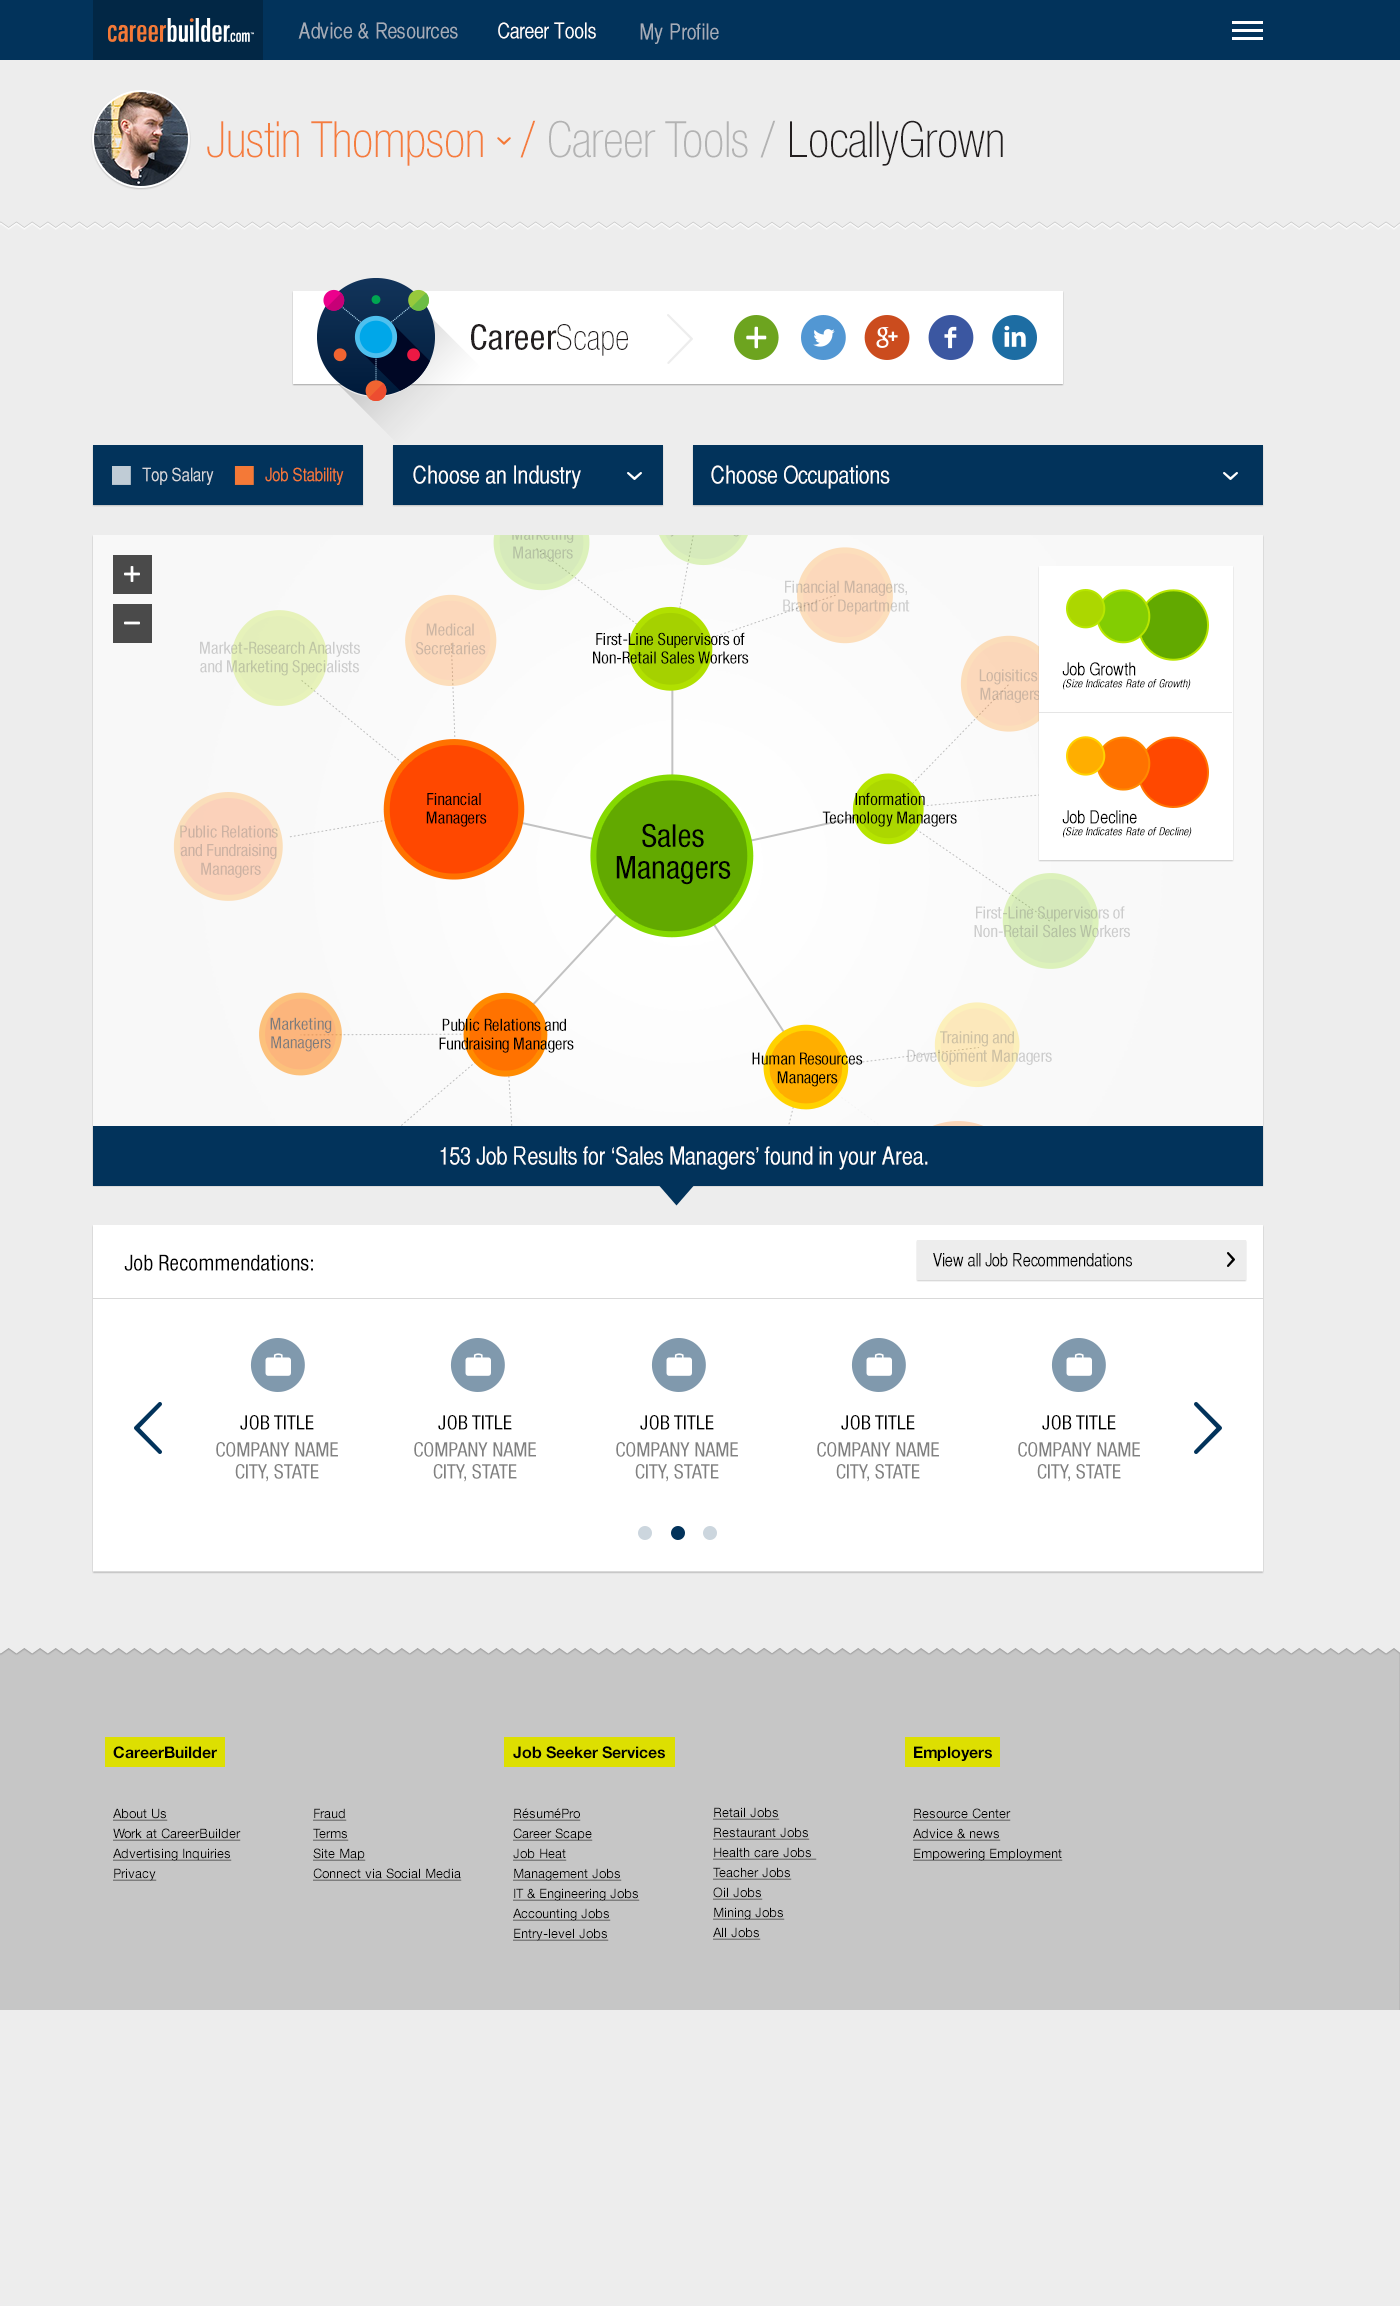 careerbuilder.com
Advice & Resources
Career Tools
My Profile
Justin Thompson / Career Tools / LocallyGrown
CareerScape
g+
f
in
Top Salary
Job Stability
Choose an Industry
Choose Occupations
Marketing
Managers
Financial Managers,
Brand or Department
Medical
Secretaries
First-Line Supervisors of
Non-Retail Sales Workers
Market-Research Analysts
and Marketing Specialists
Logisitics
Managers
Job Growth
(Size Indicates Rate of Growth)
Job Decline
(Size Indicates Rate of Decline)
Financial
Managers
Information
Technology Managers
Public Relations
and Fundraising
Managers
Sales
Managers
First-Line Supervisors of
Non-Retail Sales Workers
Marketing
Managers
Public Relations and
Fundraising Managers
Human Resources
Managers
Training and
Development Managers
153 Job Results for ‘Sales Managers’ found in your Area.
Job Recommendations:
View all Job Recommendations
JOB TITLE
COMPANY NAME
CITY, STATE
JOB TITLE
COMPANY NAME
CITY, STATE
JOB TITLE
COMPANY NAME
CITY, STATE
JOB TITLE
COMPANY NAME
CITY, STATE
JOB TITLE
COMPANY NAME
CITY, STATE
CareerBuilder
About Us
Work at CareerBuilder
Advertising Inquiries
Privacy
Fraud
Terms
Site Map
Connect via Social Media
Job Seeker Services
RésuméPro
Career Scape
Job Heat
Management Jobs
IT & Engineering Jobs
Accounting Jobs
Entry-level Jobs
Retail Jobs
Restaurant Jobs
Health care Jobs
Teacher Jobs
Oil Jobs
Mining Jobs
All Jobs
Employers
Resource Center
Advice & news
Empowering Employment